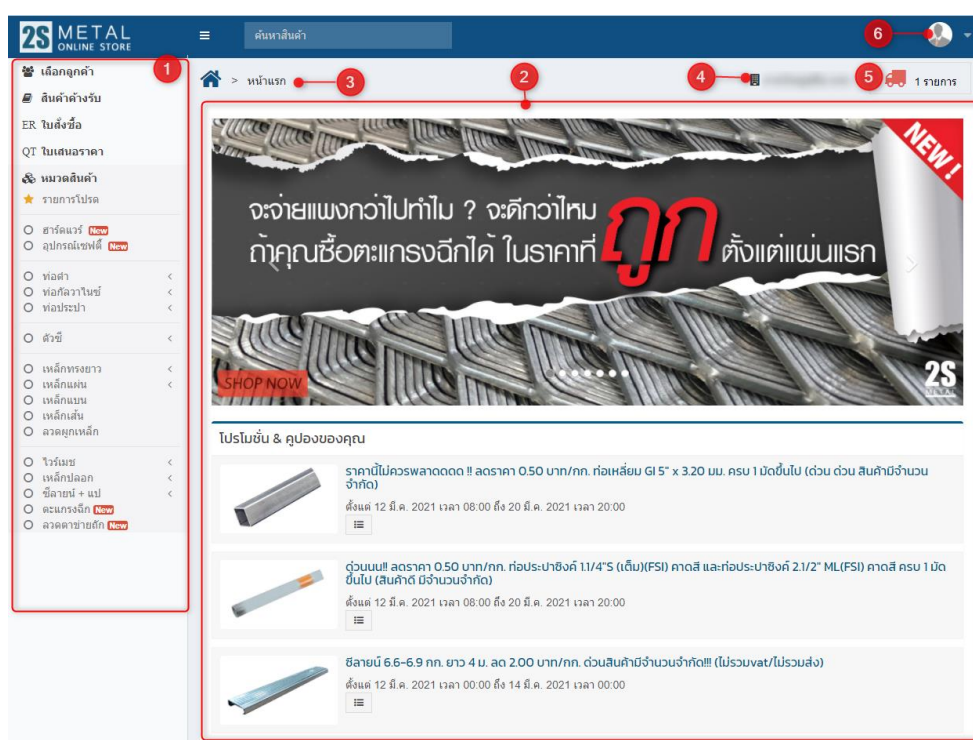 2S METAL
ONLINE STORE
ค้นหาสินค้า
6
เลือกลูกค้า
1
สินค้าค้างรับ
ER ใบสั่งซื้อ
QT ใบเสนอราคา
หมวดสินค้า
รายการโปรด
ฮาร์ดแวร์ New
อุปกรณ์เซฟตี้ New
ท่อดำ
ท่อกัลวาไนซ์
ท่อประปา
ตัวซี
เหล็กทรงยาว
เหล็กแผ่น
เหล็กแบน
เหล็กเส้น
ลวดผูกเหล็ก
ไวร์เมช
เหล็กปลอก
ซีลายน์ + แป
ตะแกรงฉีก New
ลวดตาข่ายถัก New
> หน้าแรก
3
2
4
5
1 รายการ
NEW!
จะจ่ายแพงกว่าไปทำไม ? จะดีกว่าไหม
ถ้าคุณซื้อตะแกรงฉีกได้ ในราคาที่ ถูก ตั้งแต่แผ่นแรก
SHOP NOW
2S
METAL
โปรโมชั่น & คูปองของคุณ
ราคานี้ไม่ควรพลาดดดด !! ลดราคา 0.50 บาท/กก. ท่อเหลี่ยม GI 5" x 3.20 มม. ครบ 1 มัดขึ้นไป (ด่วน ด่วน สินค้ามีจำนวน
จำกัด)
ตั้งแต่ 12 มี.ค. 2021 เวลา 08:00 ถึง 20 มี.ค. 2021 เวลา 20:00
ด่วนนน!! ลดราคา 0.50 บาท/กก. ท่อประปาซิงค์ 1.1/4"S (เต็ม)(FSI) คาดสี และท่อประปาซิงค์ 2.1/2" ML(FSI) คาดสี ครบ 1 มัด
ขึ้นไป (สินค้าดี มีจำนวนจำกัด)
ตั้งแต่ 12 มี.ค. 2021 เวลา 08:00 ถึง 20 มี.ค. 2021 เวลา 20:00
ซีลายน์ 6.6-6.9 กก. ยาว 4 ม. ลด 2.00 บาท/กก. ด่วนสินค้ามีจำนวนจำกัด!!! (ไม่รวมvat/ไม่รวมส่ง)
ตั้งแต่ 12 มี.ค. 2021 เวลา 00:00 ถึง 14 มี.ค. 2021 เวลา 00:00